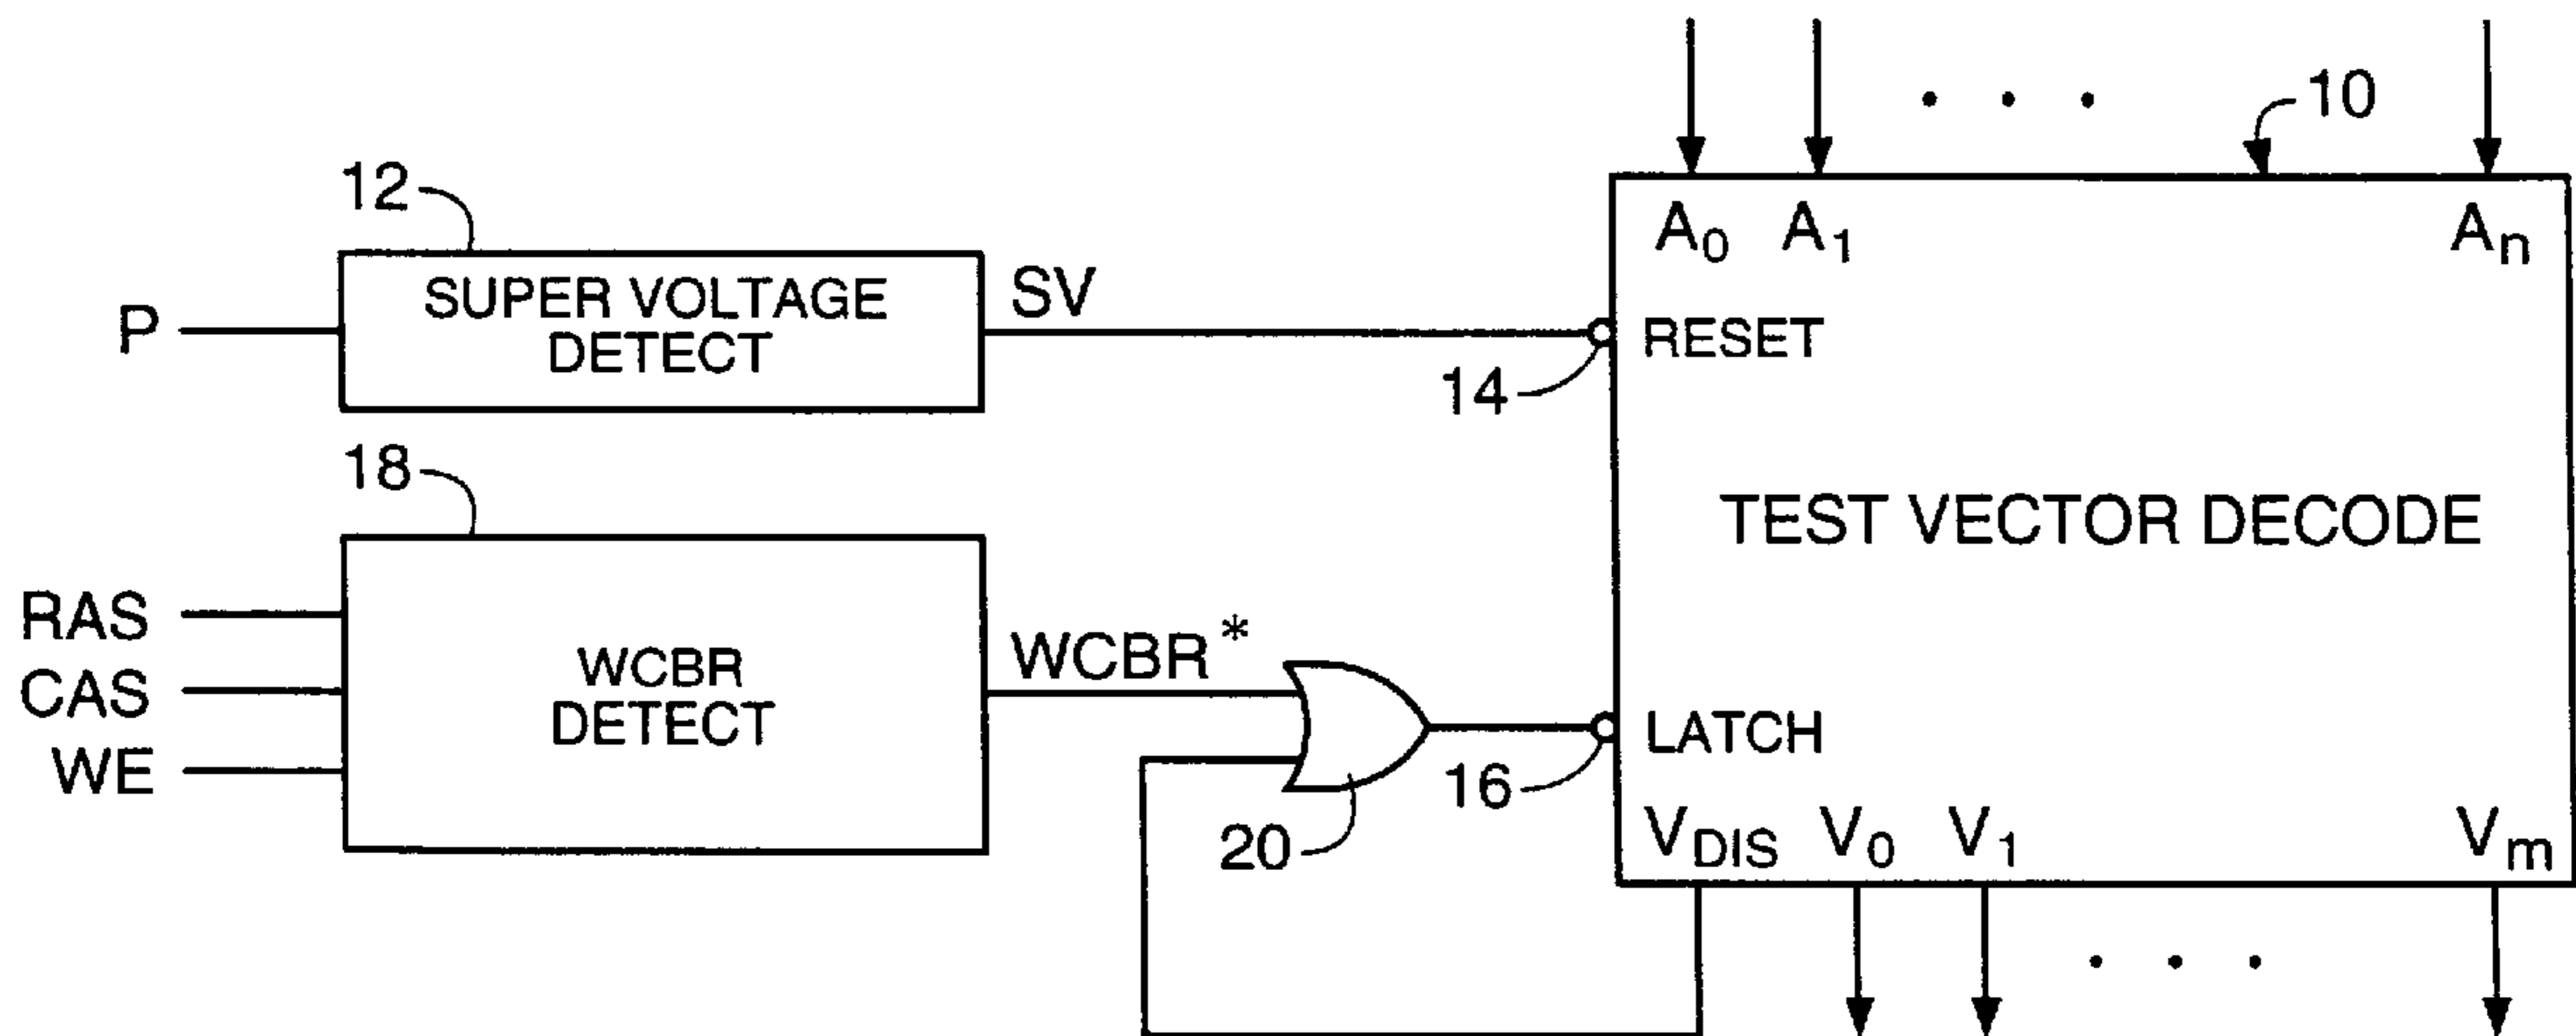 10
A0 A1 An
12
SUPER VOLTAGE
DETECT
P
SV
RESET
14
18
TEST VECTOR DECODE
RAS
CAS
WE
WCBR
DETECT
WCBR*
LATCH
16
20
VDIS V0 V1 Vm